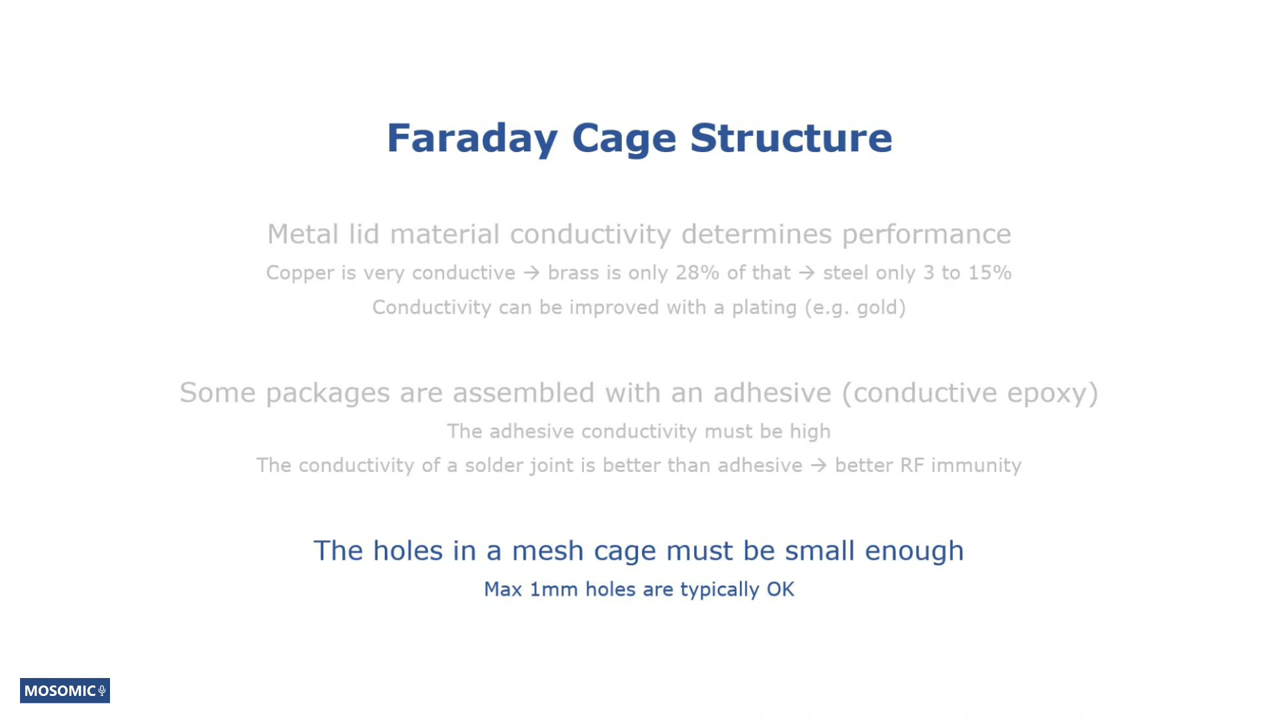 Faraday Cage Structure
Metal lid material conductivity determines performance
Copper is very conductive → brass is only 28% of that → steel only 3 to 15%
Conductivity can be improved with a plating (e.g. gold)
Some packages are assembled with an adhesive (conductive epoxy)
The adhesive conductivity must be high
The conductivity of a solder joint is better than adhesive → better RF immunity
The holes in a mesh cage must be small enough
Max 1mm holes are typically OK
MOSOMIC